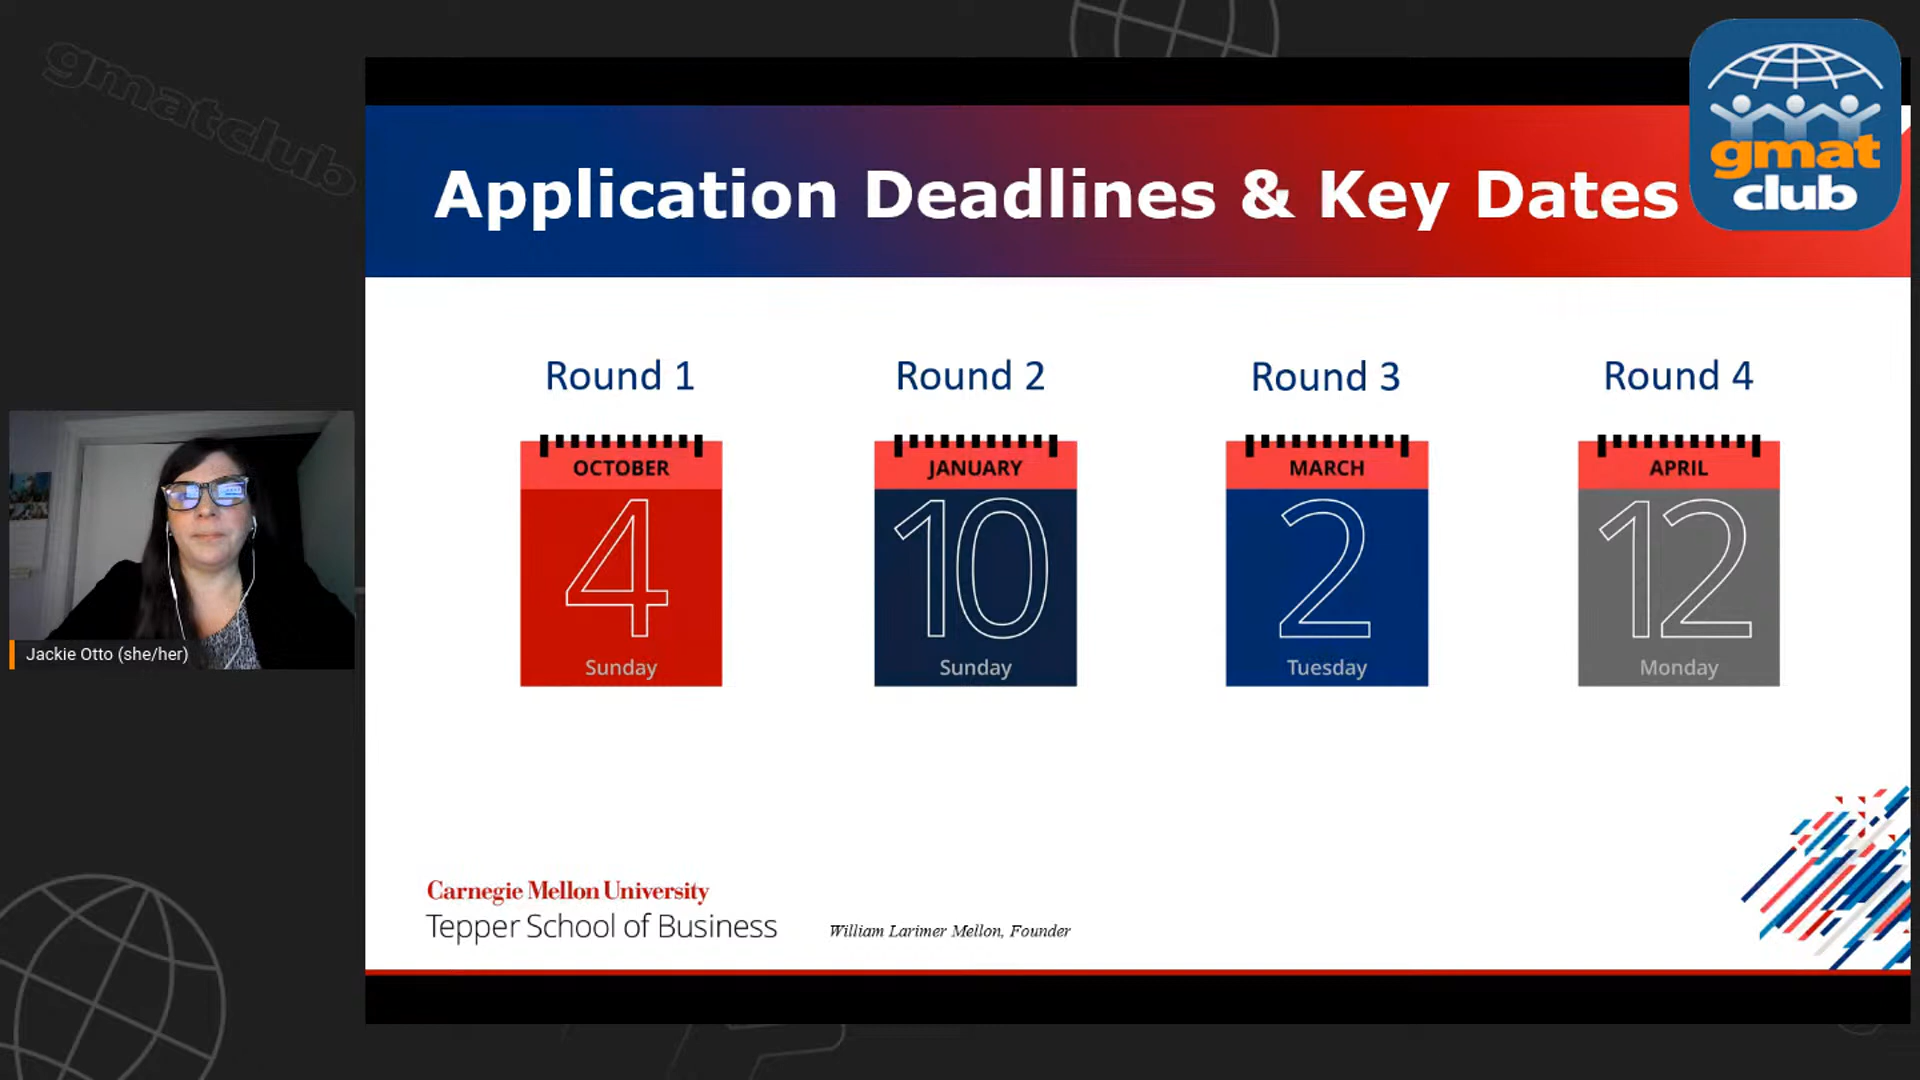 gmatclub
gmat
club
Application Deadlines & Key Dates
Round 1
Round 2
Round 3
Round 4
OCTOBER
4
Sunday
JANUARY
10
Sunday
MARCH
2
Tuesday
APRIL
12
Monday
Jackie Otto (she/her)
Carnegie Mellon University
Tepper School of Business
William Larimer Mellon, Founder